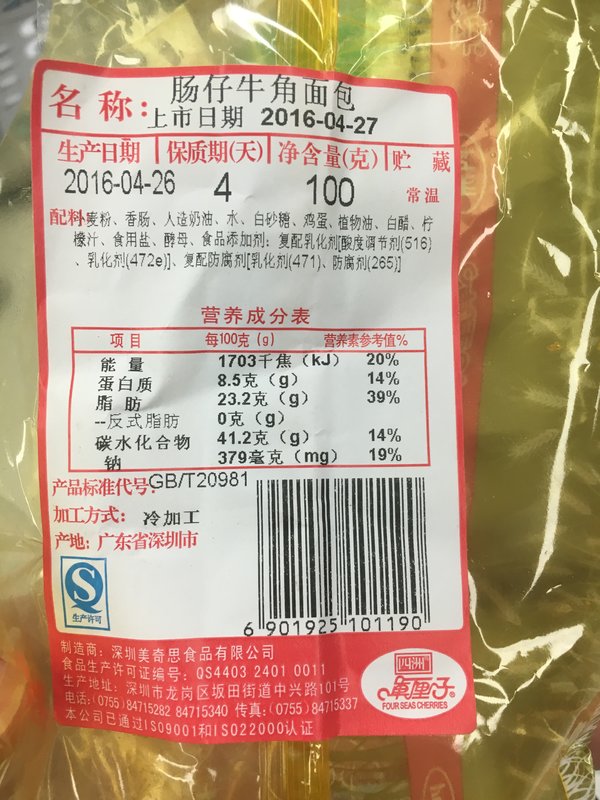 名 称: 肠仔牛角面包
上市日期 2016-04-27
生产日期 保质期(天) 净含量(克) 贮 藏
2016-04-26 4 100 常温
配料:小麦粉、香肠、人造奶油、水、白砂糖、鸡蛋、植物油、白醋、柠
檬汁、食用盐、酵母、食品添加剂: 复配乳化剂[酸度调节剂(516)
、乳化剂(472e)]、复配防腐剂[乳化剂(471)、防腐剂(265)]
营养成分表
项目 每100克 (g) 营养素参考值%
能 量 1703千焦 (kJ) 20%
蛋白质 8.5克 (g) 14%
脂 肪 23.2克 (g) 39%
--反式脂肪 0克 (g)
碳水化合物 41.2克 (g) 14%
钠 379毫克 (mg) 19%
产品标准代号:GB/T20981
加工方式: 冷加工
产地: 广东省深圳市
生产许可
6 901925 101190
制造商: 深圳美奇思食品有限公司
食品生产许可证编号: QS4403 2401 0011
生产地址: 深圳市龙岗区坂田街道中兴路101号
电话:(0755)84715282 84715340 传真:(0755)84715337
本公司已通过ISO9001和ISO22000认证
四洲
車厘子®
FOUR SEAS CHERRIES